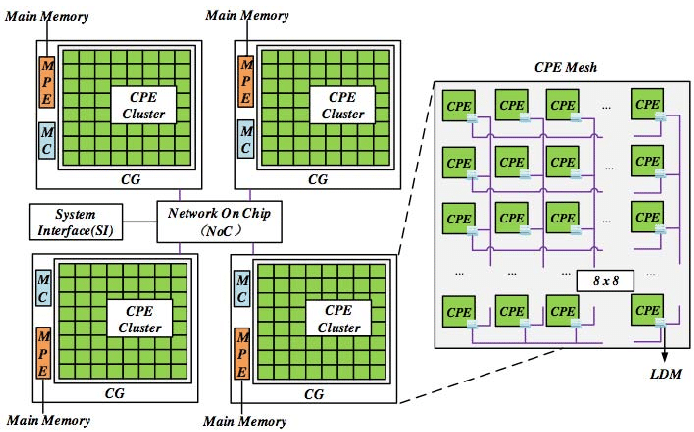 Main Memory
Main Memory
CPE Mesh
M
P
E
M
C
CPE
Cluster
CG
M
P
E
M
C
CPE
Cluster
CG
CPE CPE CPE ... CPE
CPE CPE CPE CPE
CPE CPE CPE CPE
... ... ...
8 x 8
CPE CPE CPE CPE
LDM
System
Interface(SI)
Network On Chip
(NoC)
M
C
M
P
E
CPE
Cluster
CG
M
C
M
P
E
CPE
Cluster
CG
Main Memory
Main Memory